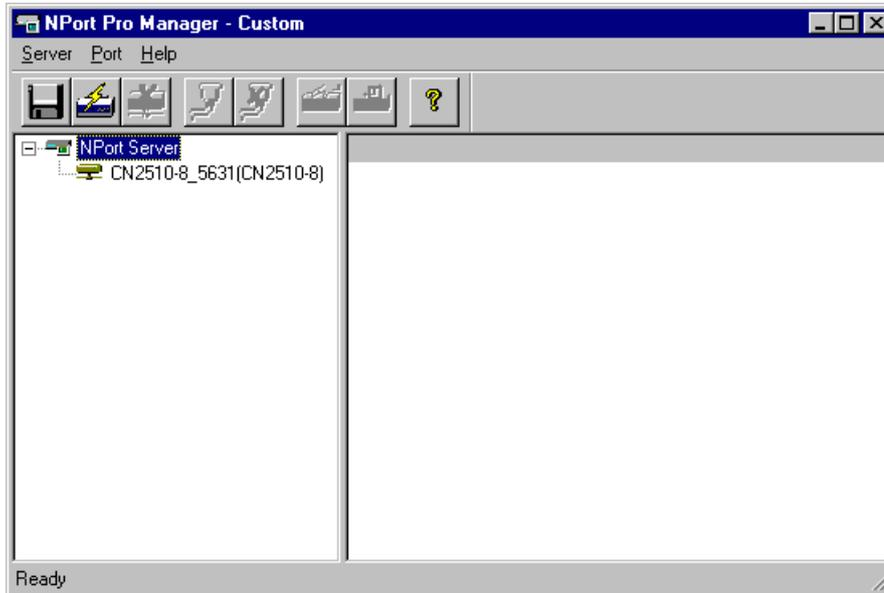 NPort Pro Manager - Custom
Server Port Help
NPort Server
CN2510-8_5631(CN2510-8)
Ready